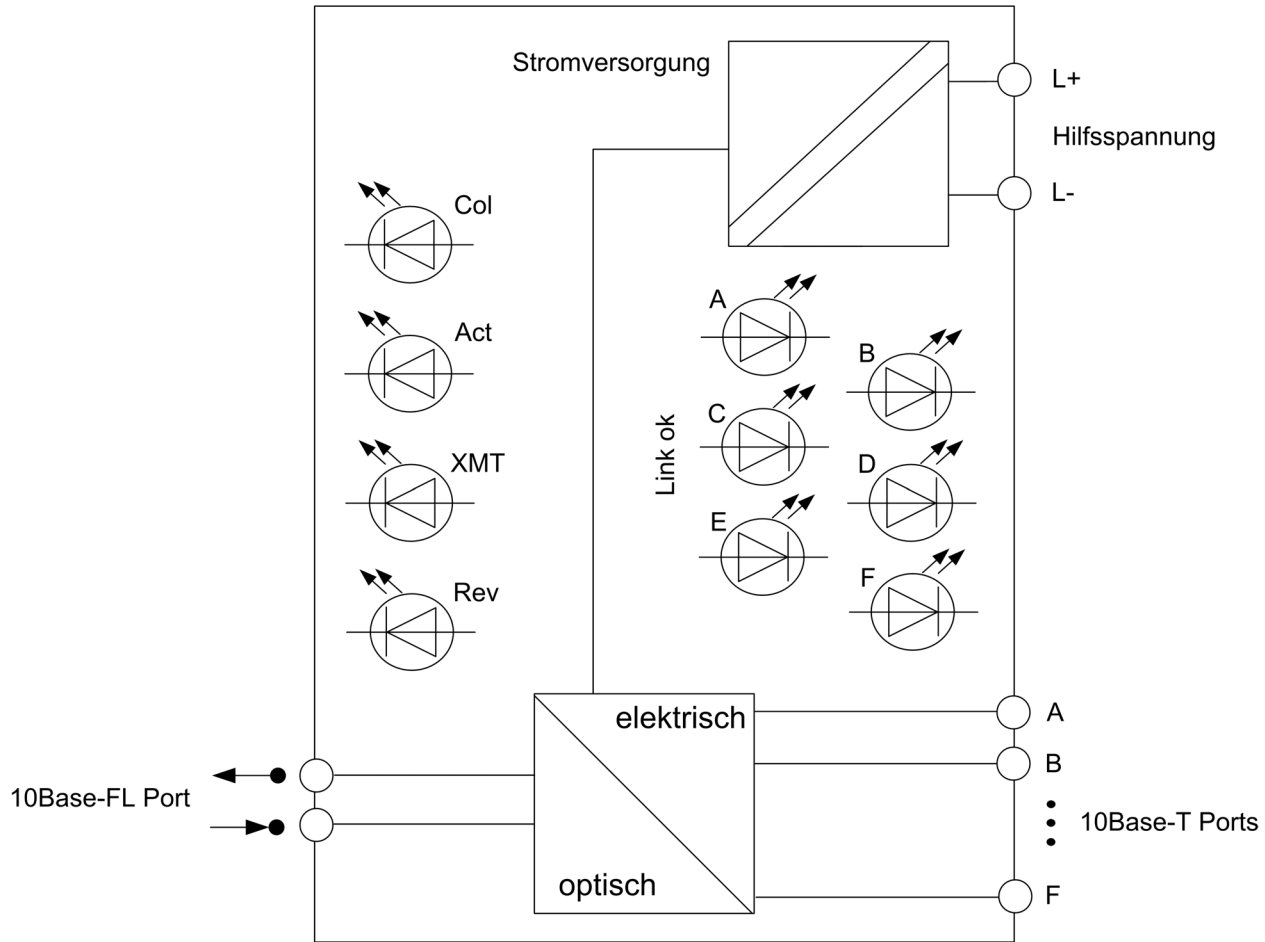 Stromversorgung
L+
Hilfsspannung
L-
Col
Act
XMT
Rev
Link ok
A
B
C
D
E
F
elektrisch
optisch
10Base-FL Port
A
B
10Base-T Ports
F